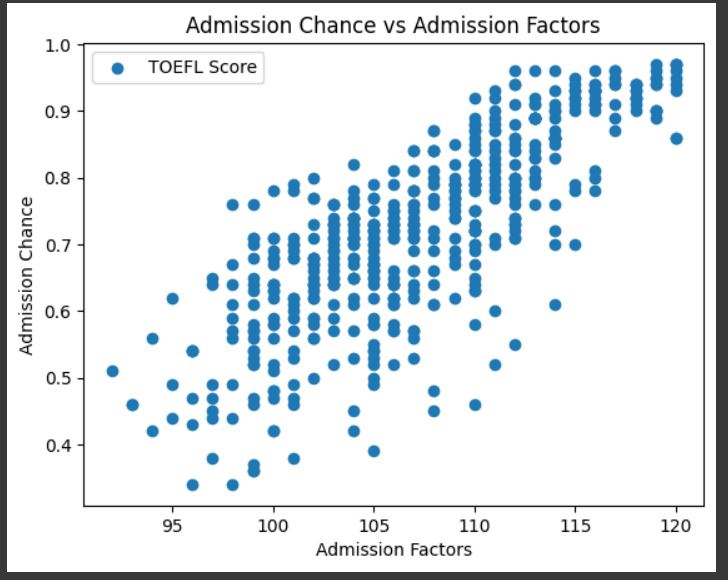 Admission Chance vs Admission Factors
TOEFL Score
Admission Chance
1.0
0.9
0.8
0.7
0.6
0.5
0.4
95 100 105 110 115 120
Admission Factors